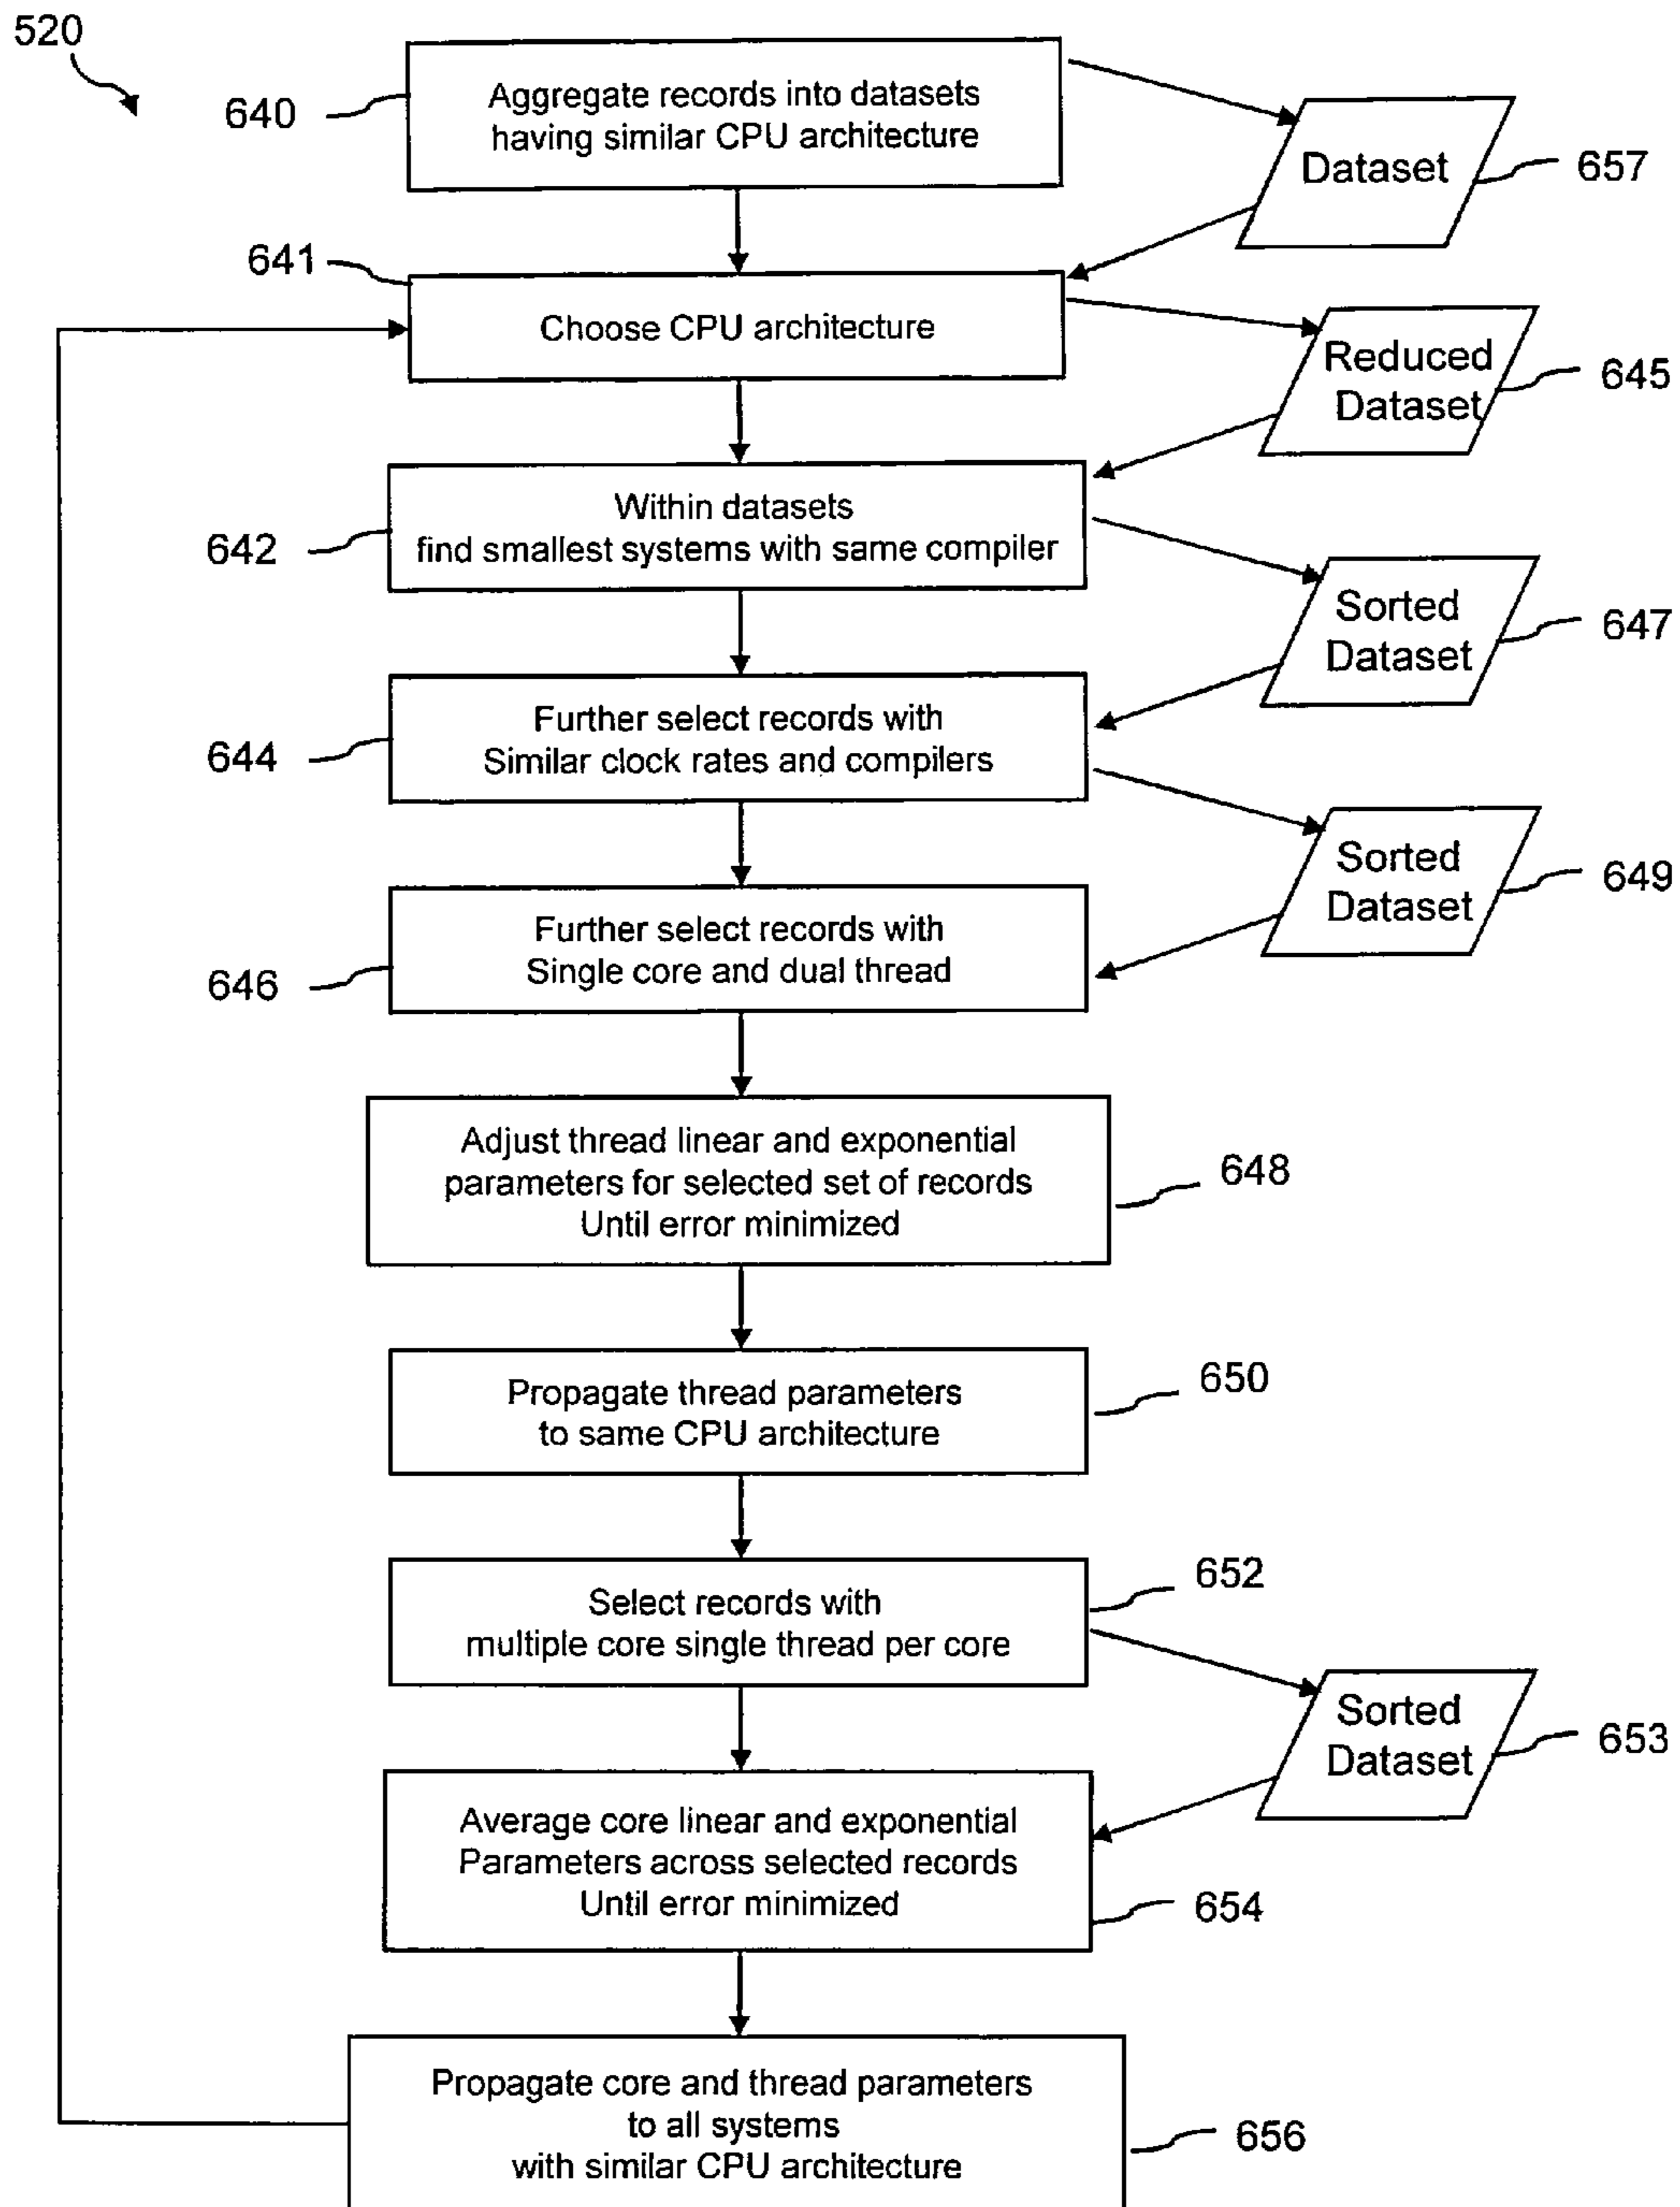 520
640
Aggregate records into datasets
having similar CPU architecture
Dataset
657
641
Choose CPU architecture
Reduced
Dataset
645
642
Within datasets
find smallest systems with same compiler
Sorted
Dataset
647
644
Further select records with
Similar clock rates and compilers
Sorted
Dataset
649
646
Further select records with
Single core and dual thread
Adjust thread linear and exponential
parameters for selected set of records
Until error minimized
648
Propagate thread parameters
to same CPU architecture
650
Select records with
multiple core single thread per core
652
Sorted
Dataset
653
Average core linear and exponential
Parameters across selected records
Until error minimized
654
Propagate core and thread parameters
to all systems
with similar CPU architecture
656